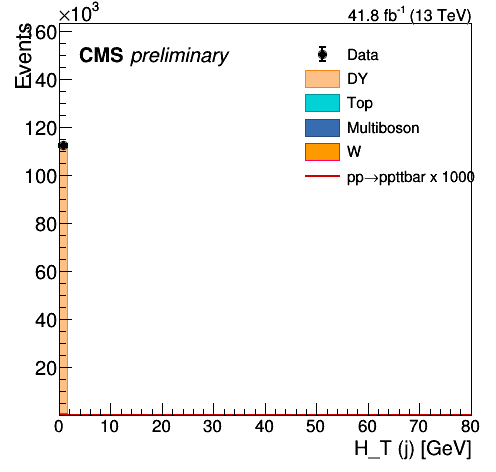 ×10³
41.8 fb⁻¹ (13 TeV)
Events
CMS preliminary
Data
DY
Top
Multiboson
W
pp→ppttbar x 1000
160
140
120
100
80
60
40
20
0 10 20 30 40 50 60 70 80
H_T (j) [GeV]